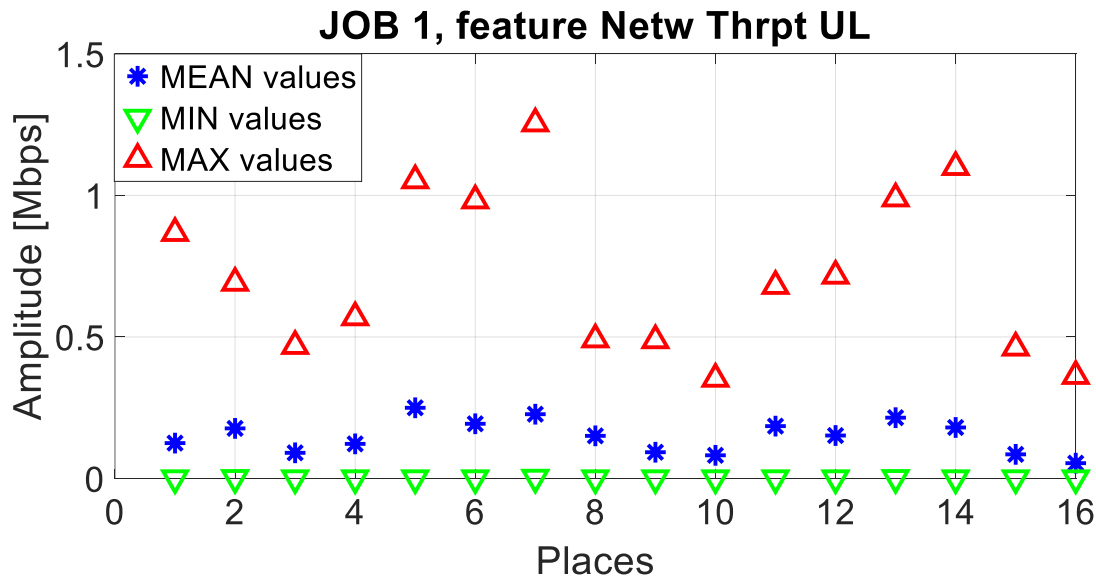 JOB 1, feature Netw Thrpt UL
MEAN values
MIN values
MAX values
Amplitude [Mbps]
1.5
1
0.5
0
0 2 4 6 8 10 12 14 16
Places